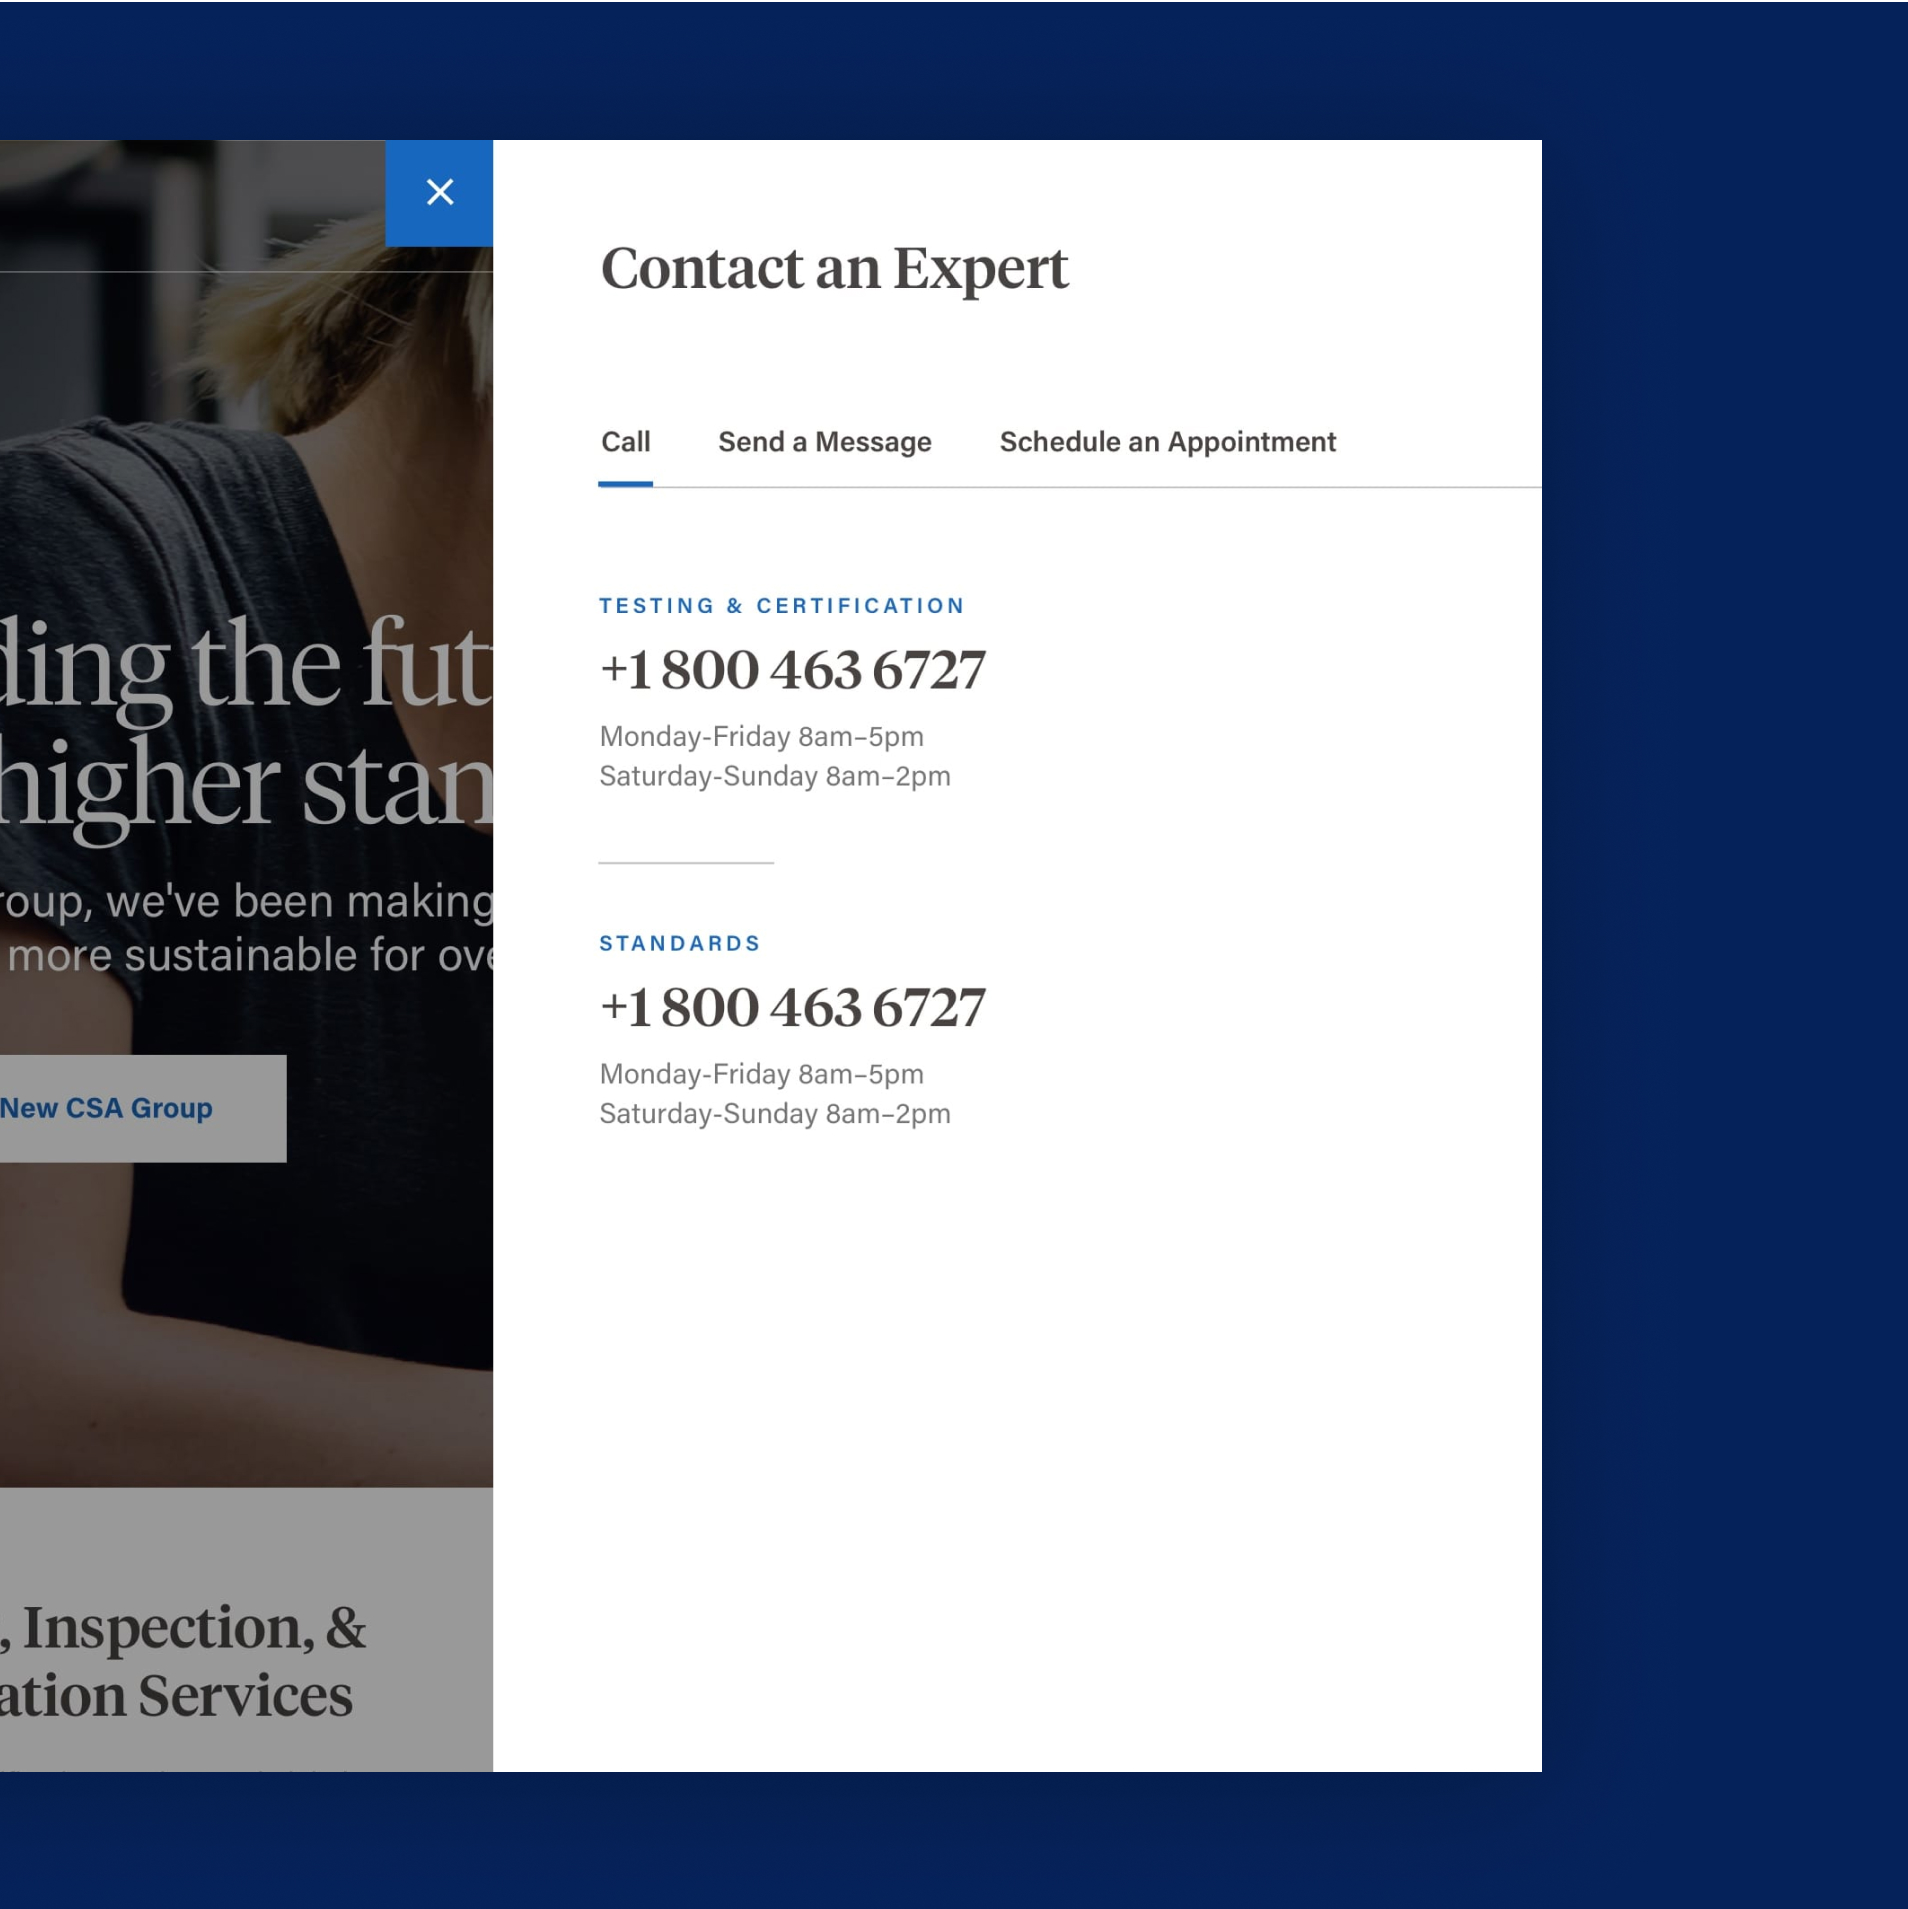 Contact an Expert
Call Send a Message Schedule an Appointment
TESTING & CERTIFICATION
+1 800 463 6727
Monday-Friday 8am–5pm
Saturday-Sunday 8am–2pm
STANDARDS
+1 800 463 6727
Monday-Friday 8am–5pm
Saturday-Sunday 8am–2pm
ding the fut
higher stan
roup, we've been making
more sustainable for ove
New CSA Group
, Inspection, &
ation Services